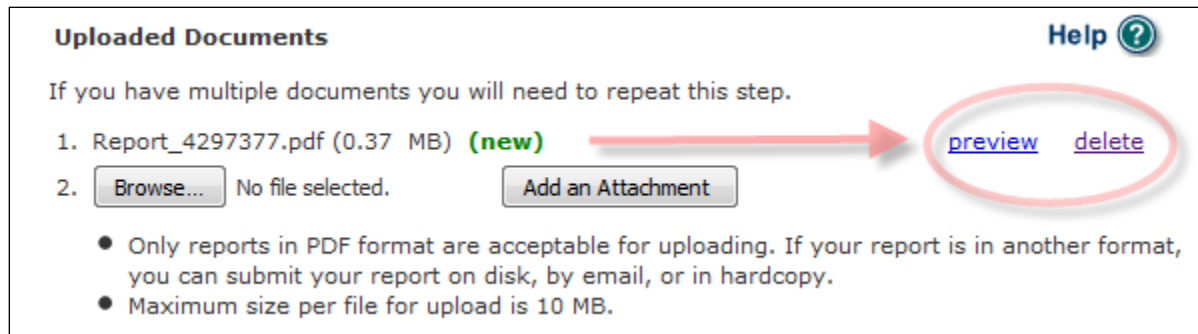 Uploaded Documents
Help ?
If you have multiple documents you will need to repeat this step.
1. Report_4297377.pdf (0.37 MB) (new) preview delete
2. Browse... No file selected. Add an Attachment
● Only reports in PDF format are acceptable for uploading. If your report is in another format,
you can submit your report on disk, by email, or in hardcopy.
● Maximum size per file for upload is 10 MB.